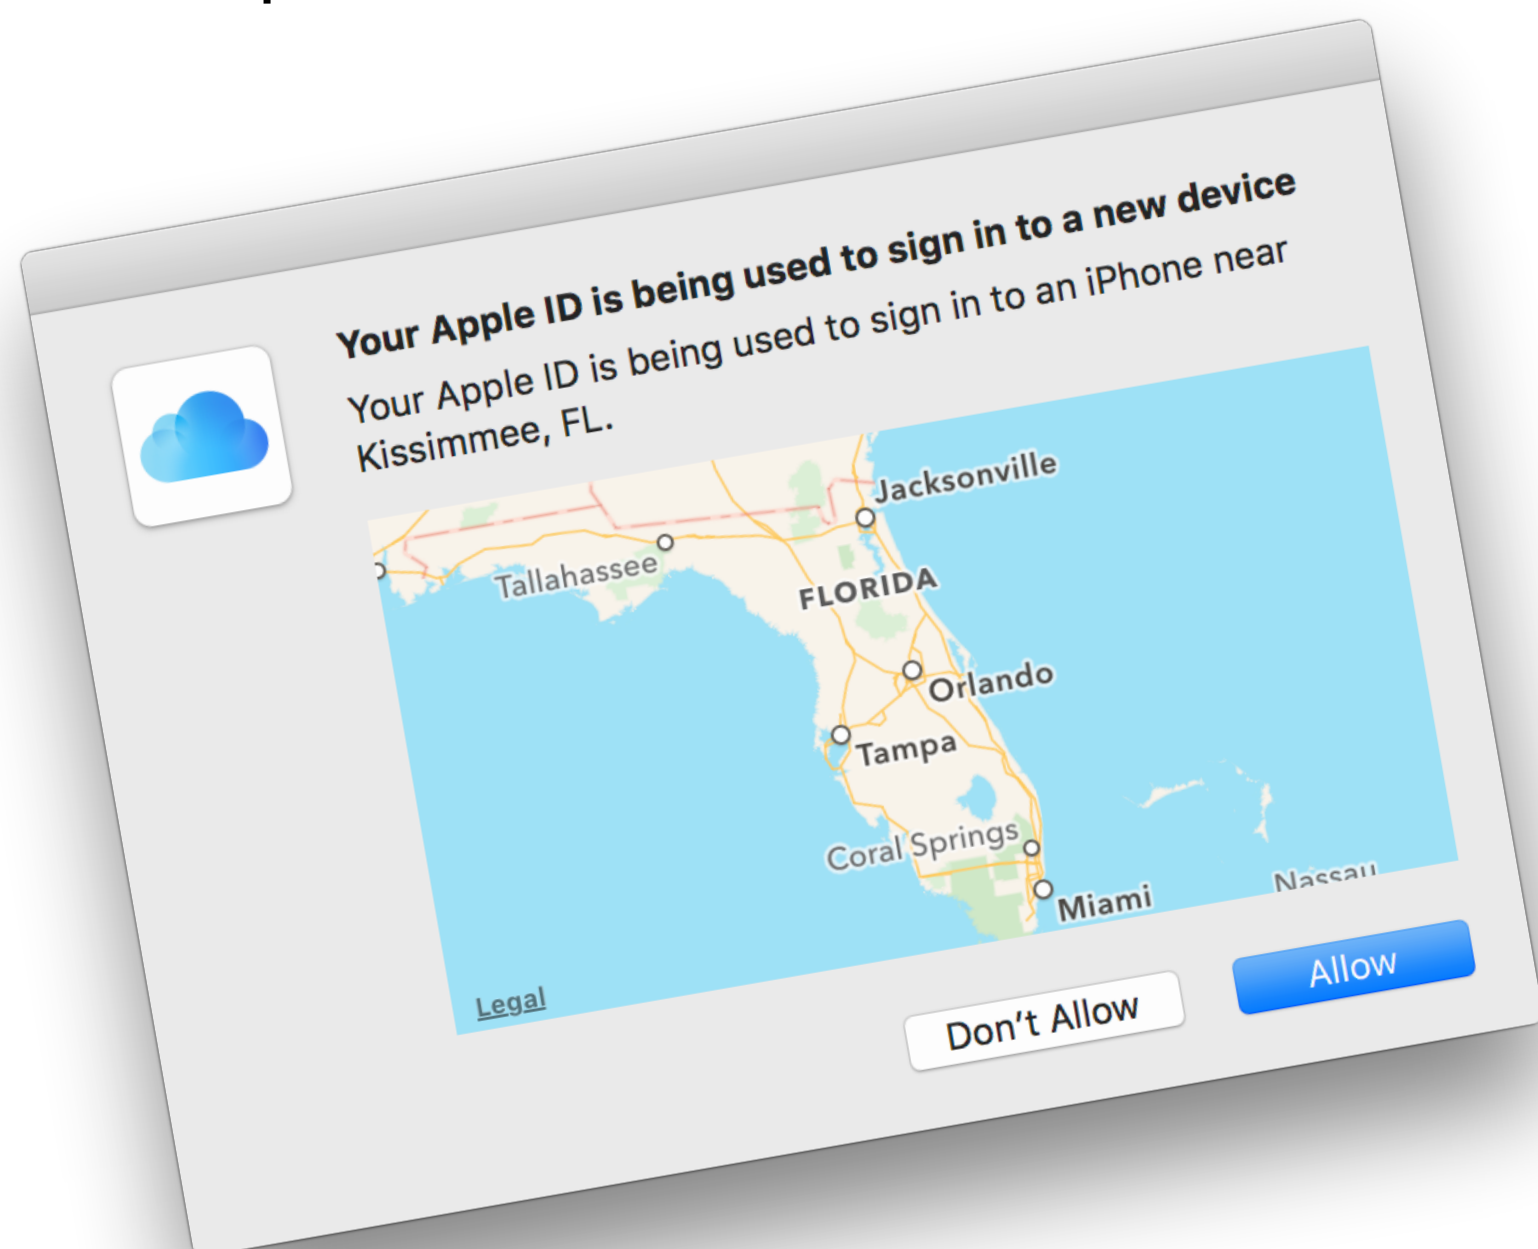 Your Apple ID is being used to sign in to a new device
Your Apple ID is being used to sign in to an iPhone near
Kissimmee, FL.
Jacksonville
Tallahassee
FLORIDA
Orlando
Tampa
Coral Springs
Miami
Nassau
Legal
Don't Allow
Allow